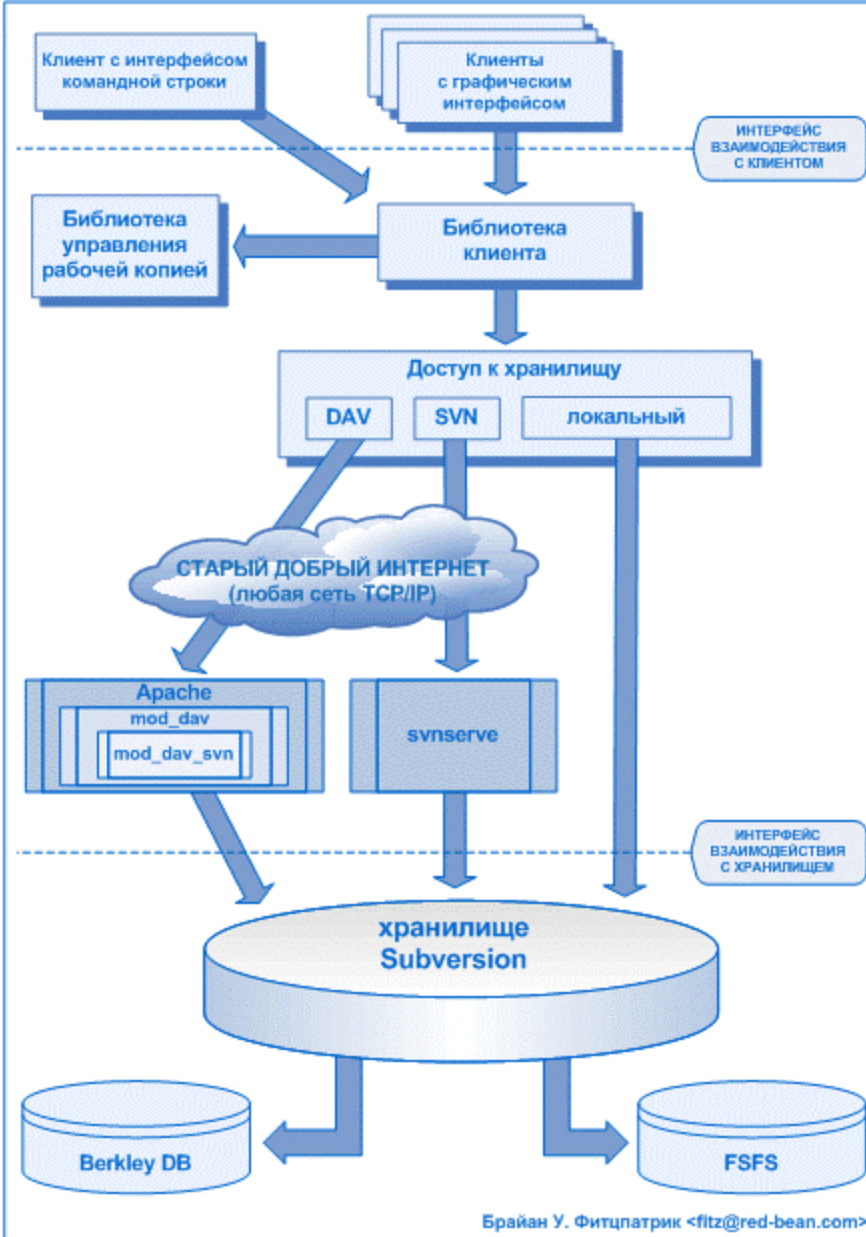 Клиент с интерфейсом
командной строки
Клиенты
с графическим
интерфейсом
ИНТЕРФЕЙС
ВЗАИМОДЕЙСТВИЯ
С КЛИЕНТОМ
Библиотека
управления
рабочей копией
Библиотека
клиента
Доступ к хранилищу
DAV
SVN
локальный
СТАРЫЙ ДОБРЫЙ ИНТЕРНЕТ
(любая сеть TCP/IP)
Apache
mod_dav
mod_dav_svn
svnserve
ИНТЕРФЕЙС
ВЗАИМОДЕЙСТВИЯ
С ХРАНИЛИЩЕМ
хранилище
Subversion
Berkley DB
FSFS
Брайан У. Фитцпатрик <fitz@red-bean.com>